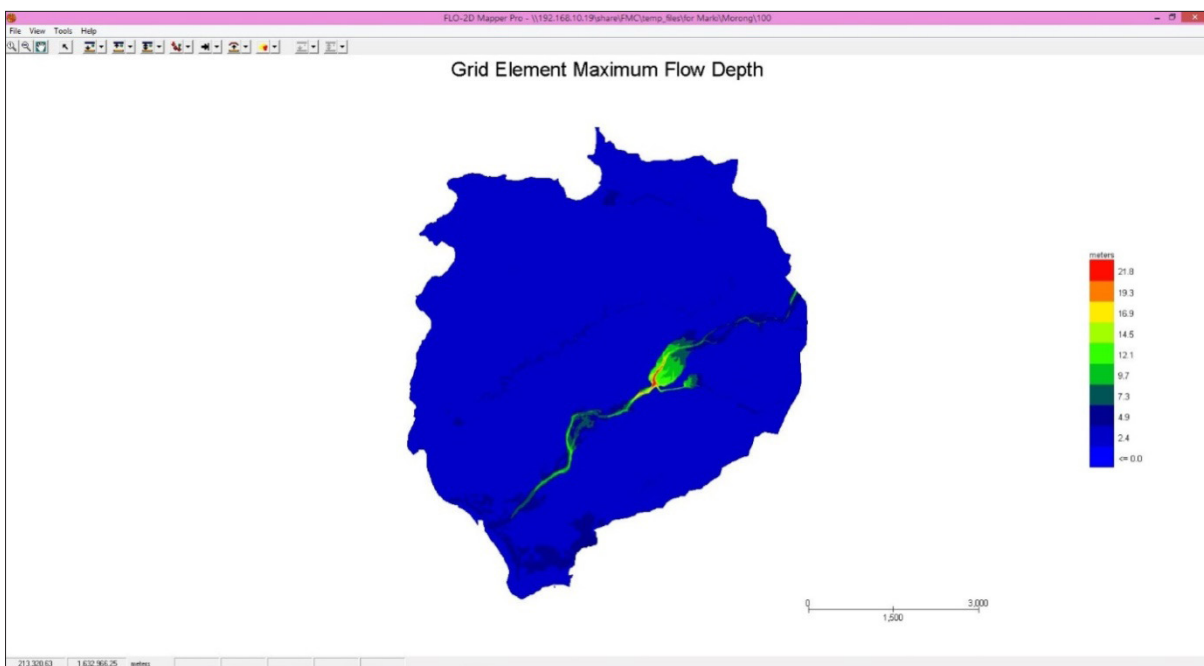 FLO-2D Mapper Pro - \\192.168.10.19\share\FMC\temp_files\for Marki\Morong\100
File View Tools Help
Grid Element Maximum Flow Depth
meters
21.8
19.3
16.9
14.5
12.1
9.7
7.3
4.9
2.4
<= 0.0
0 3,000
1,500
213,320.63 1,632,966.25 meters